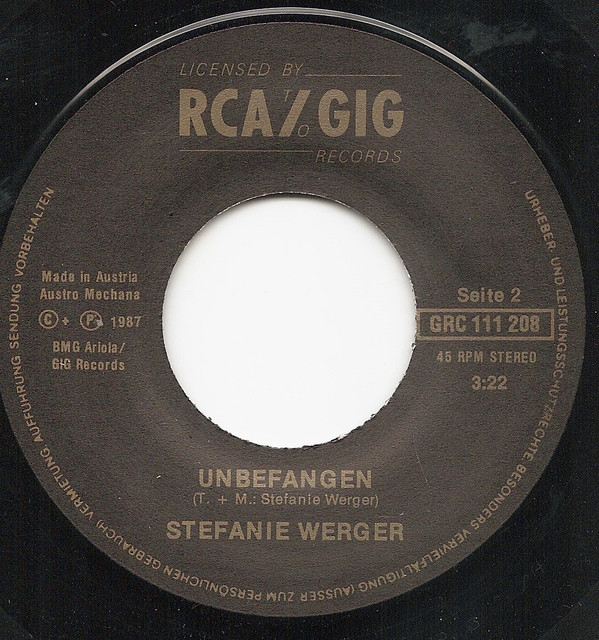 LICENSED BY
RCA TO GIG
RECORDS
Made in Austria
Austro Mechana
© + ℗ 1987
BMG Ariola/
GIG Records
Seite 2
GRC 111 208
45 RPM STEREO
3:22
UNBEFANGEN
(T. + M.: Stefanie Werger)
STEFANIE WERGER
URHEBER UND LEISTUNGSSCHUTZRECHTE BESONDERS VERVIELFÄLTIGUNG (AUSSER ZUM PERSÖNLICHEN GEBRAUCH) VERMIETUNG AUFFÜHRUNG SENDUNG VORBEHALTEN